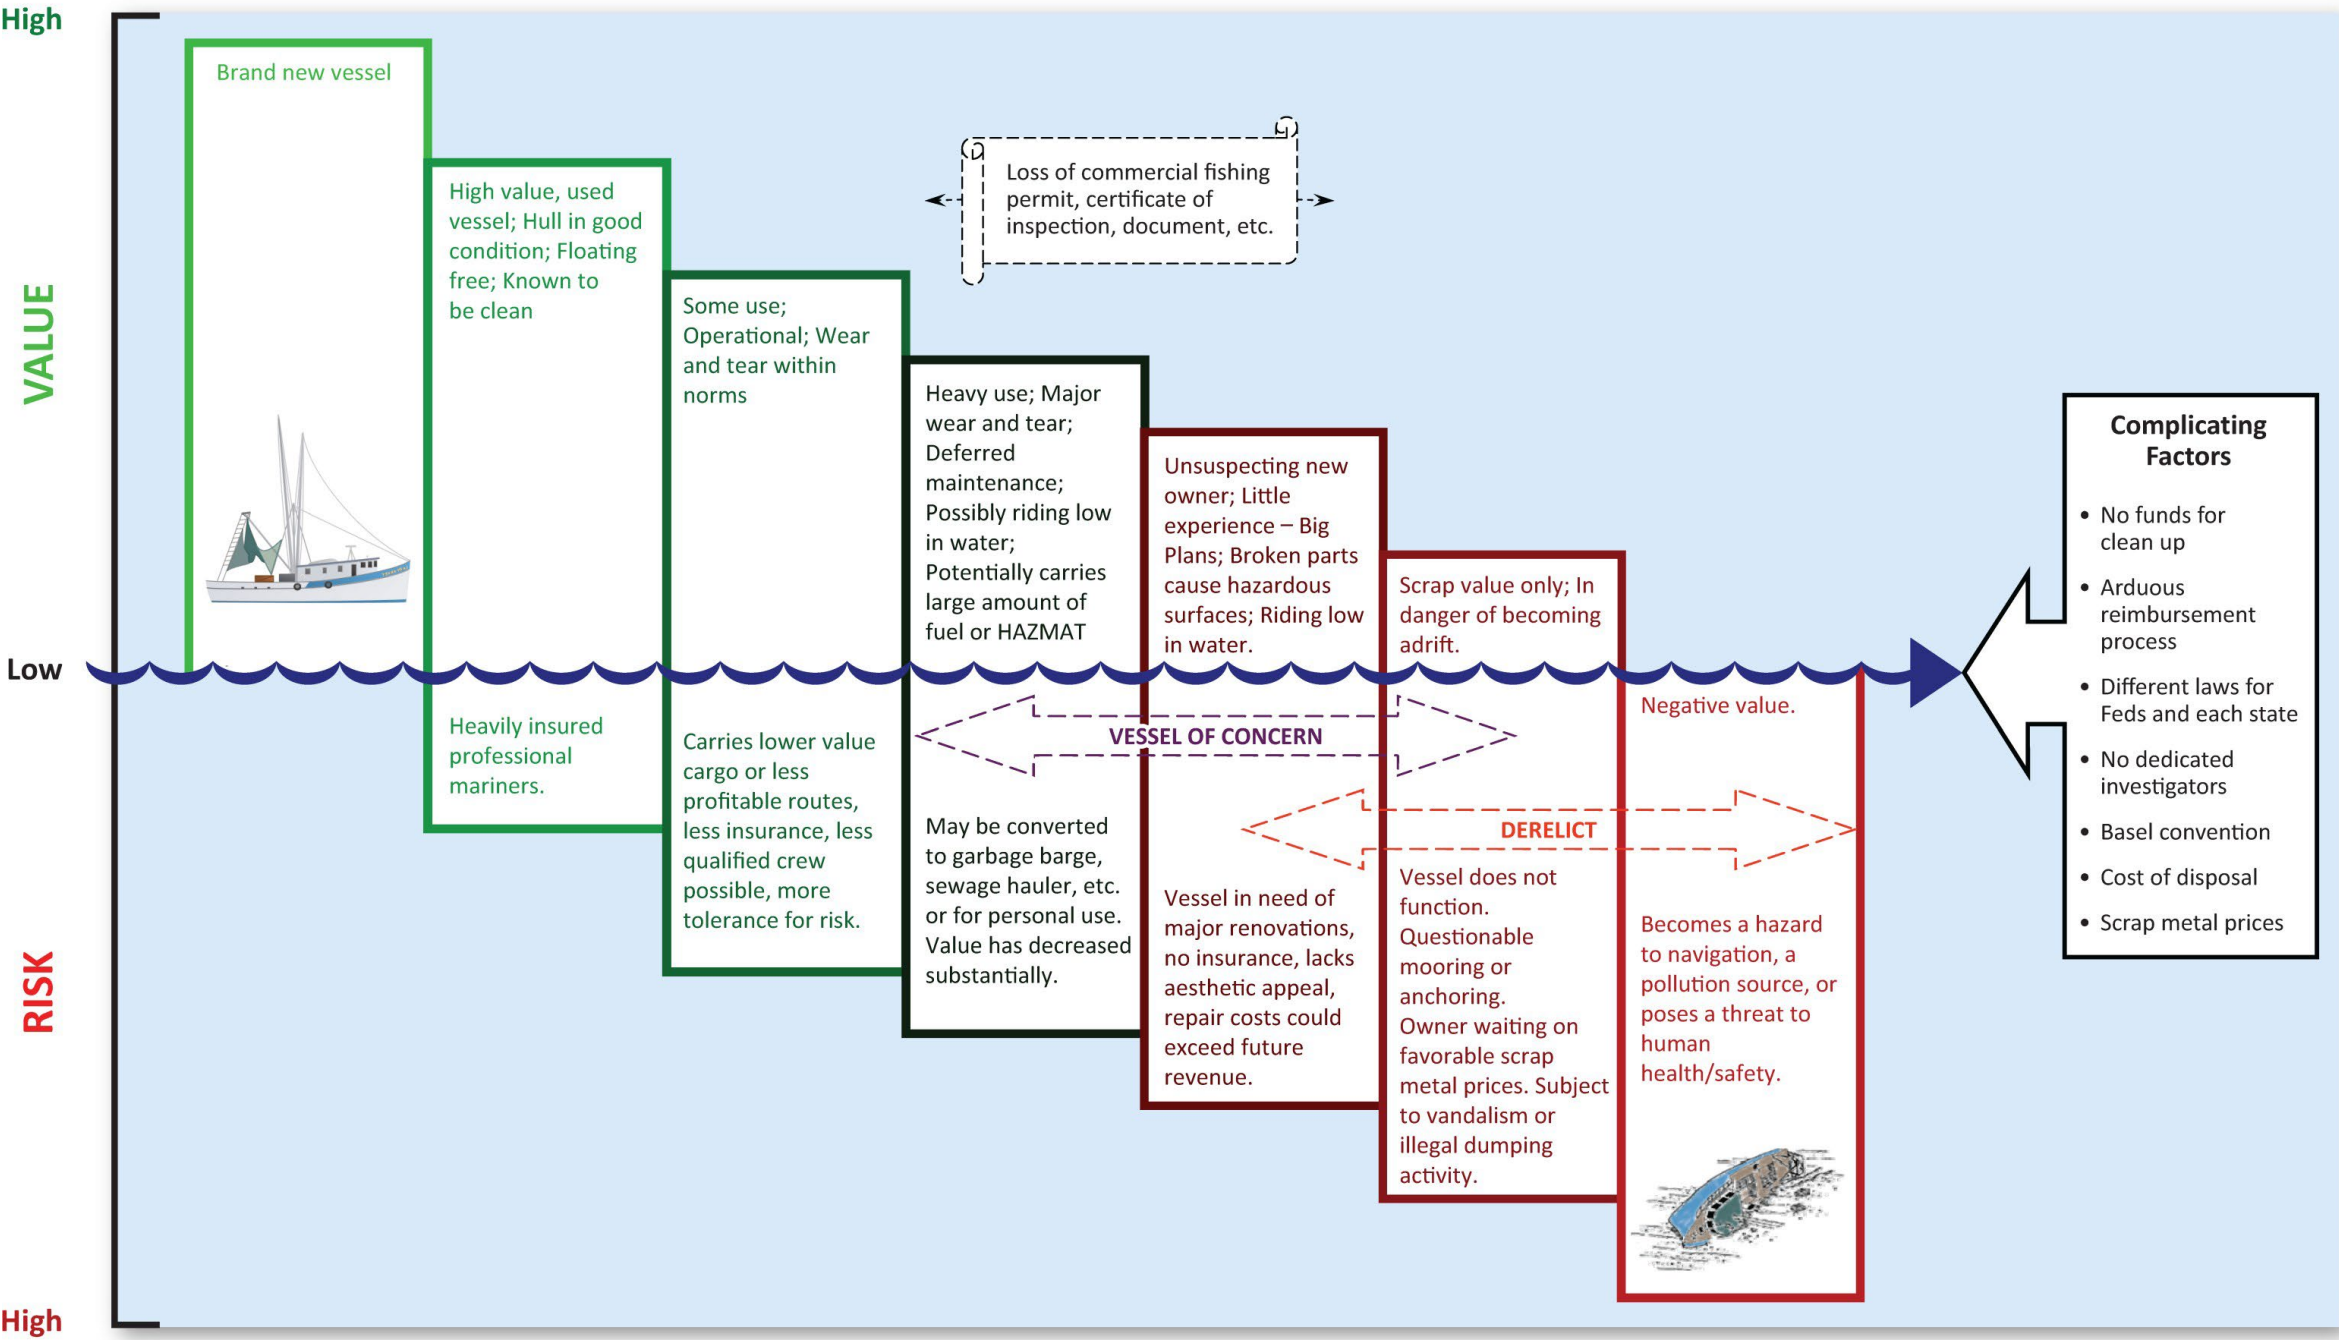 High
VALUE
Low
RISK
High
Brand new vessel
High value, used
vessel; Hull in good
condition; Floating
free; Known to
be clean
Heavily insured
professional
mariners.
Some use;
Operational; Wear
and tear within
norms
Carries lower value
cargo or less
profitable routes,
less insurance, less
qualified crew
possible, more
tolerance for risk.
Loss of commercial fishing
permit, certificate of
inspection, document, etc.
Heavy use; Major
wear and tear;
Deferred
maintenance;
Possibly riding low
in water;
Potentially carries
large amount of
fuel or HAZMAT
VESSEL OF CONCERN
May be converted
to garbage barge,
sewage hauler, etc.
or for personal use.
Value has decreased
substantially.
Unsuspecting new
owner; Little
experience – Big
Plans; Broken parts
cause hazardous
surfaces; Riding low
in water.
Vessel in need of
major renovations,
no insurance, lacks
aesthetic appeal,
repair costs could
exceed future
revenue.
Scrap value only; In
danger of becoming
adrift.
DERELICT
Vessel does not
function.
Questionable
mooring or
anchoring.
Owner waiting on
favorable scrap
metal prices. Subject
to vandalism or
illegal dumping
activity.
Negative value.
Becomes a hazard
to navigation, a
pollution source, or
poses a threat to
human
health/safety.
Complicating
Factors
• No funds for
clean up
• Arduous
reimbursement
process
• Different laws for
Feds and each state
• No dedicated
investigators
• Basel convention
• Cost of disposal
• Scrap metal prices